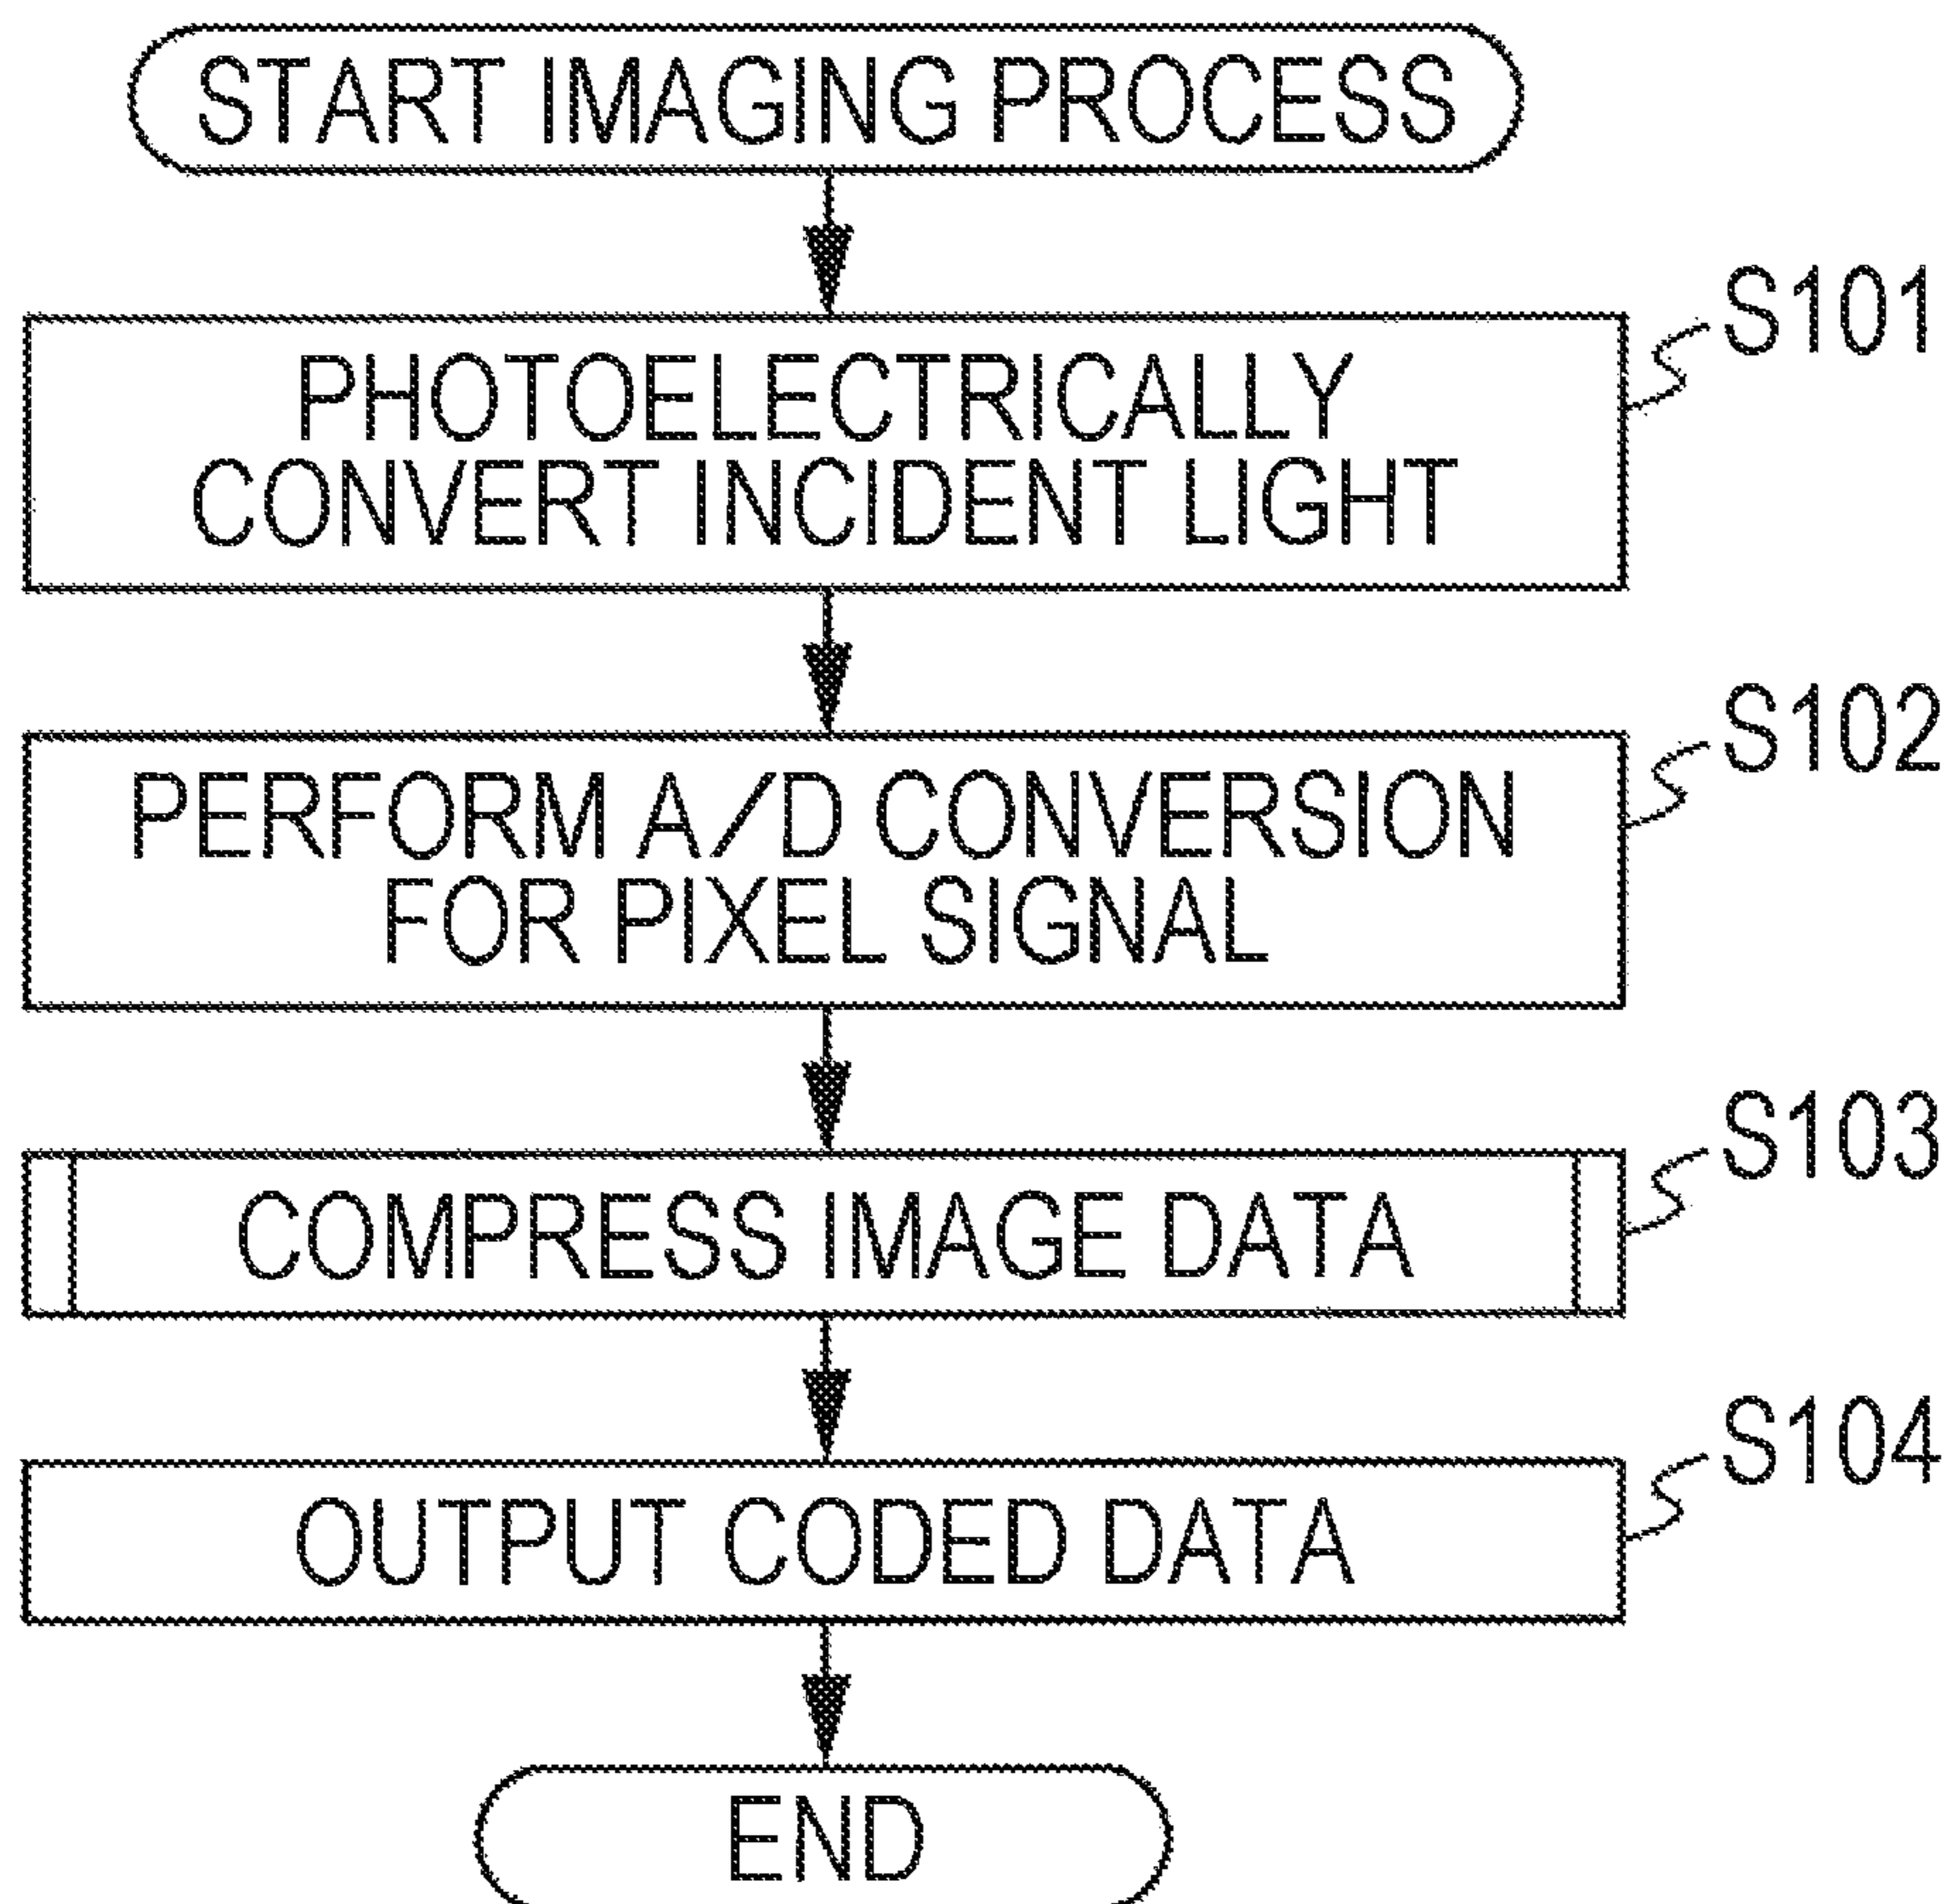 START IMAGING PROCESS
S101
PHOTOELECTRICALLY
CONVERT INCIDENT LIGHT
S102
PERFORM A/D CONVERSION
FOR PIXEL SIGNAL
S103
COMPRESS IMAGE DATA
S104
OUTPUT CODED DATA
END